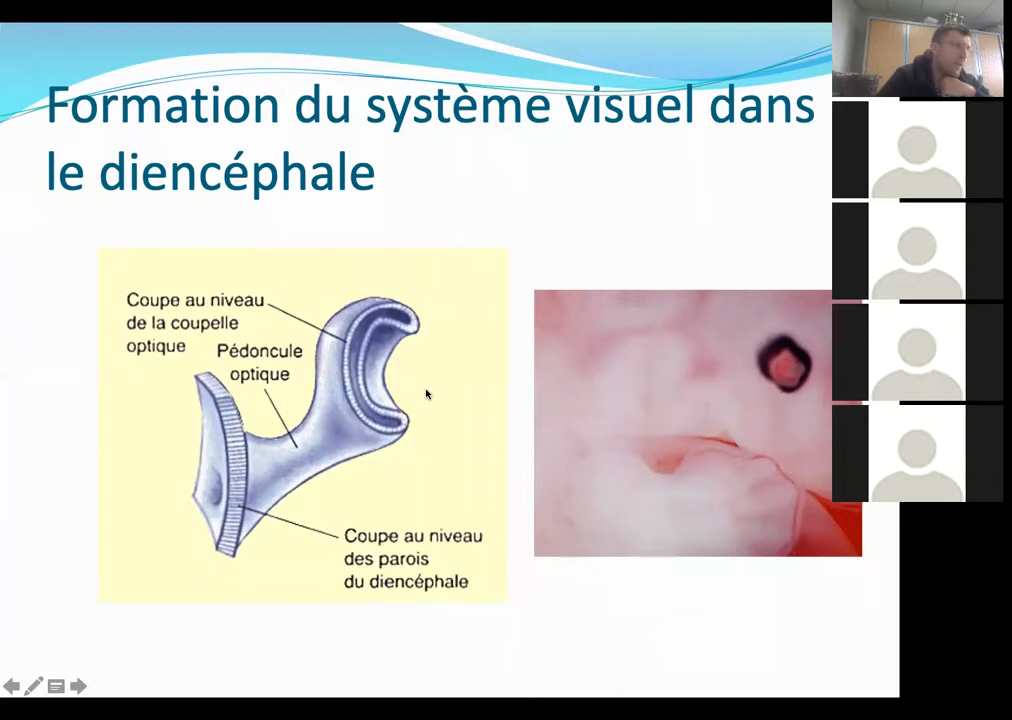 Formation du système visuel dans
le diencéphale
Coupe au niveau
de la coupelle
optique
Pédoncule
optique
Coupe au niveau
des parois
du diencéphale